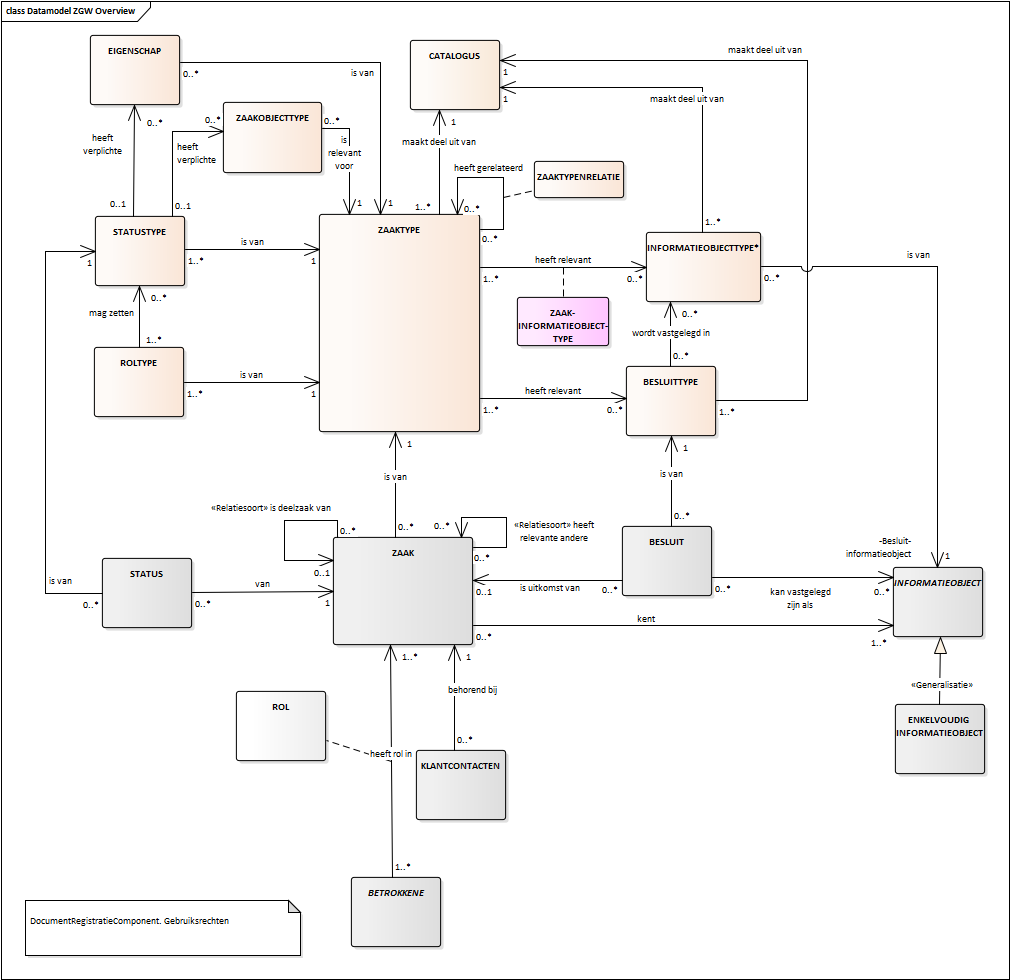 class Datamodel ZGW Overview
EIGENSCHAP
0..*
is van
CATALOGUS
maakt deel uit van
1
1
maakt deel uit van
0..*
heeft
verplichte
0..*
ZAAKOBJECTTYPE
0..*
heeft
verplichte
is
relevant
voor
1
maakt deel uit van
heeft gerelateerd
ZAAKTYPENRELATIE
0..1
0..1
1
1
1..*
0..*
0..*
1..*
STATUSTYPE
ZAAKTYPE
INFORMATIEOBJECTTYPE*
is van
1
1..*
is van
1
heeft relevant
1..*
0..*
0..*
0..*
mag zetten
1..*
ZAAK-
INFORMATIEOBJECT-
TYPE
0..*
wordt vastgelegd in
0..*
ROLTYPE
is van
1..*
1
BESLUITTYPE
heeft relevant
1..*
0..*
1..*
1
is van
0..*
1
is van
0..*
«Relatiesoort» is deelzaak van
0..*
0..1
0..*
0..*
«Relatiesoort» heeft
relevante andere
ZAAK
BESLUIT
-Besluit-
informatieobject
1
STATUS
is van
0..*
van
0..*
1
is uitkomst van
0..1
0..*
0..*
0..*
kan vastgelegd
zijn als
INFORMATIEOBJECT
kent
0..*
1..*
1..*
1
behorend bij
0..*
«Generalisatie»
ROL
heeft rol in
KLANTCONTACTEN
ENKELVOUDIG
INFORMATIEOBJECT
1..*
BETROKKENE
DocumentRegistratieComponent. Gebruiksrechten